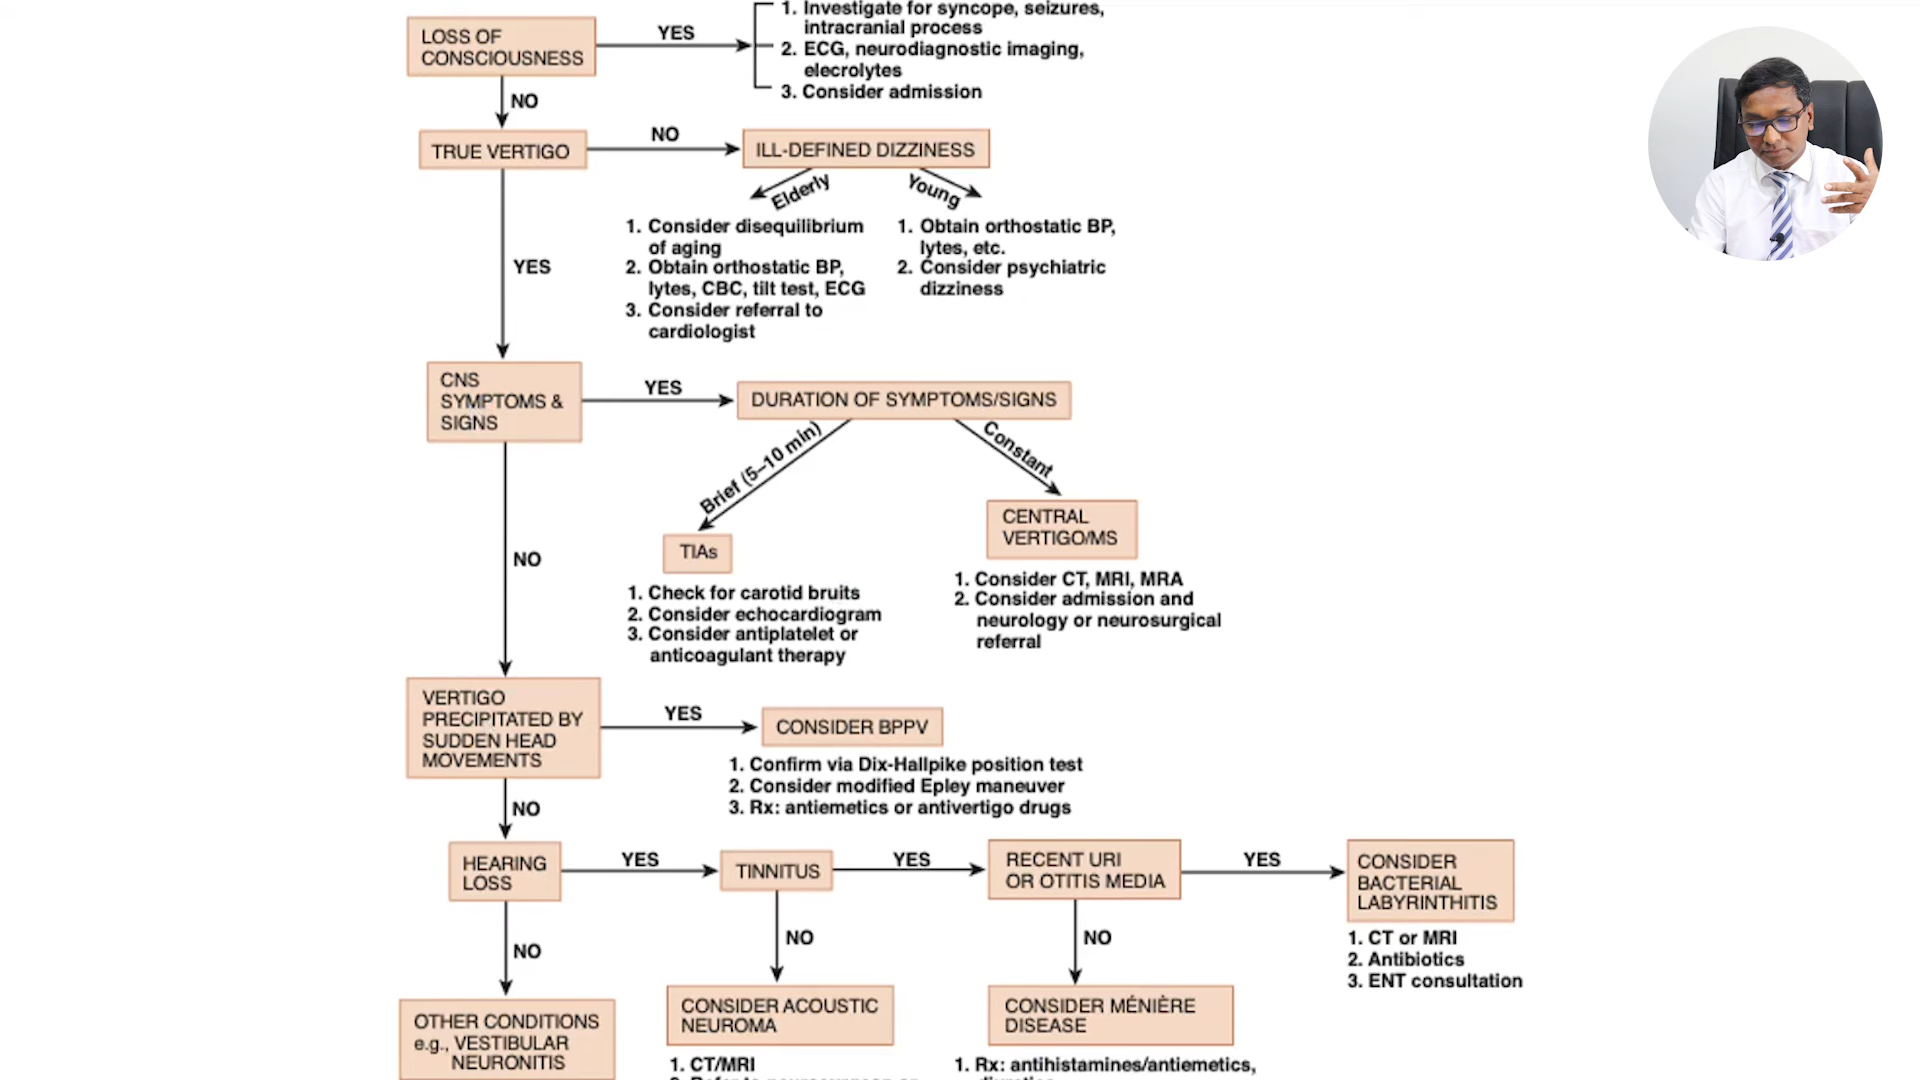 1. Investigate for syncope, seizures,
intracranial process
2. ECG, neurodiagnostic imaging,
elecrolytes
3. Consider admission
LOSS OF
CONSCIOUSNESS
YES
NO
TRUE VERTIGO
NO
ILL-DEFINED DIZZINESS
Elderly
Young
1. Consider disequilibrium
of aging
2. Obtain orthostatic BP,
lytes, CBC, tilt test, ECG
3. Consider referral to
cardiologist
1. Obtain orthostatic BP,
lytes, etc.
2. Consider psychiatric
dizziness
YES
CNS
SYMPTOMS &
SIGNS
YES
DURATION OF SYMPTOMS/SIGNS
Brief (5–10 min)
Constant
TIAs
1. Check for carotid bruits
2. Consider echocardiogram
3. Consider antiplatelet or
anticoagulant therapy
CENTRAL
VERTIGO/MS
1. Consider CT, MRI, MRA
2. Consider admission and
neurology or neurosurgical
referral
NO
VERTIGO
PRECIPITATED BY
SUDDEN HEAD
MOVEMENTS
YES
CONSIDER BPPV
1. Confirm via Dix-Hallpike position test
2. Consider modified Epley maneuver
3. Rx: antiemetics or antivertigo drugs
NO
HEARING
LOSS
YES
TINNITUS
YES
RECENT URI
OR OTITIS MEDIA
YES
CONSIDER
BACTERIAL
LABYRINTHITIS
1. CT or MRI
2. Antibiotics
3. ENT consultation
NO
NO
NO
OTHER CONDITIONS
e.g., VESTIBULAR
NEURONITIS
CONSIDER ACOUSTIC
NEUROMA
1. CT/MRI
CONSIDER MÉNIÈRE
DISEASE
1. Rx: antihistamines/antiemetics,